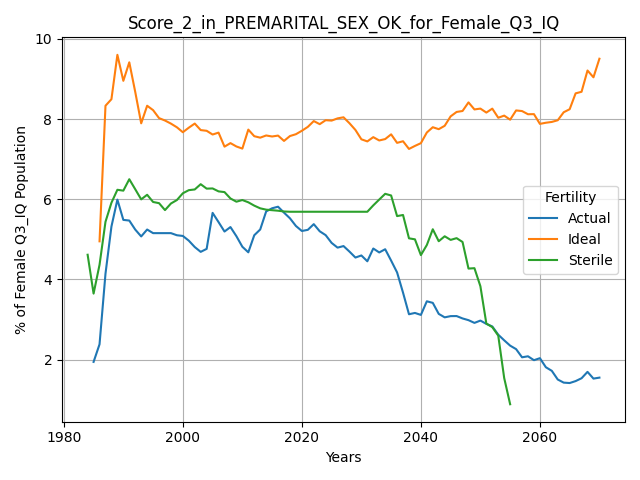 Score_2_in_PREMARITAL_SEX_OK_for_Female_Q3_IQ
% of Female Q3_IQ Population
10
8
6
4
2
Fertility
Actual
Ideal
Sterile
1980 2000 2020 2040 2060
Years